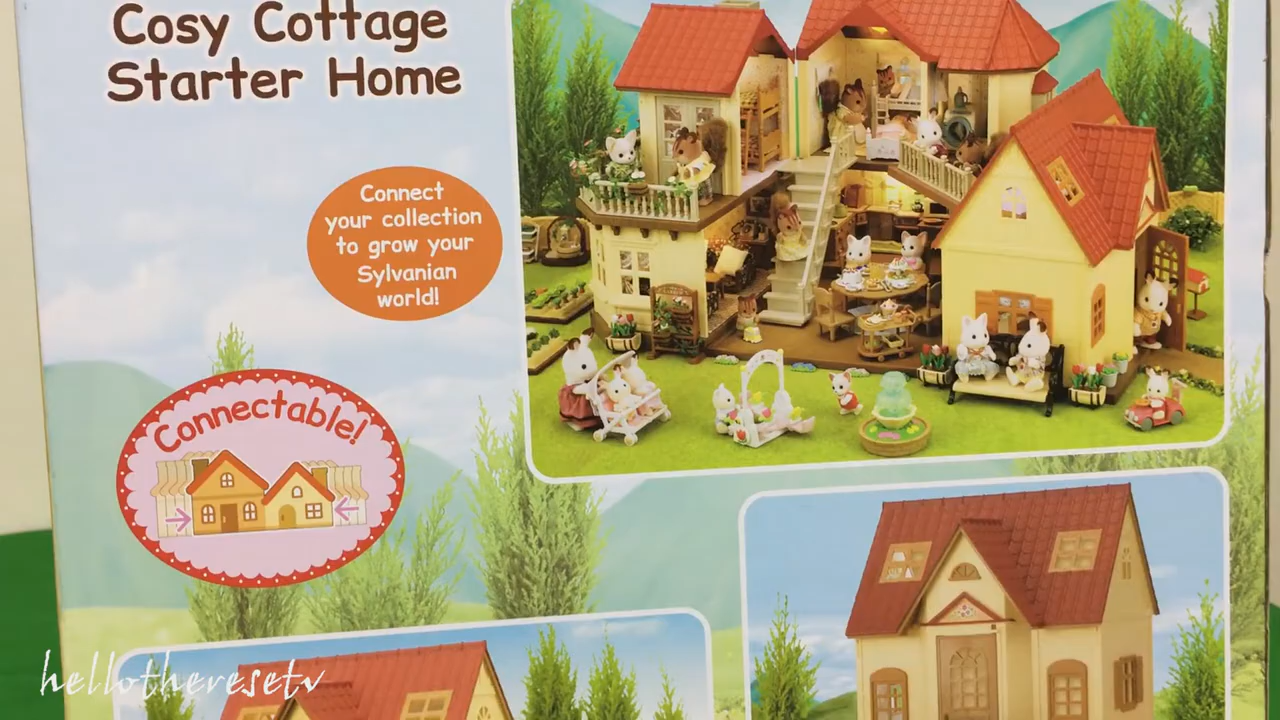 Cosy Cottage
Starter Home
Connect
your collection
to grow your
Sylvanian
world!
Connectable!
hellotheresetv